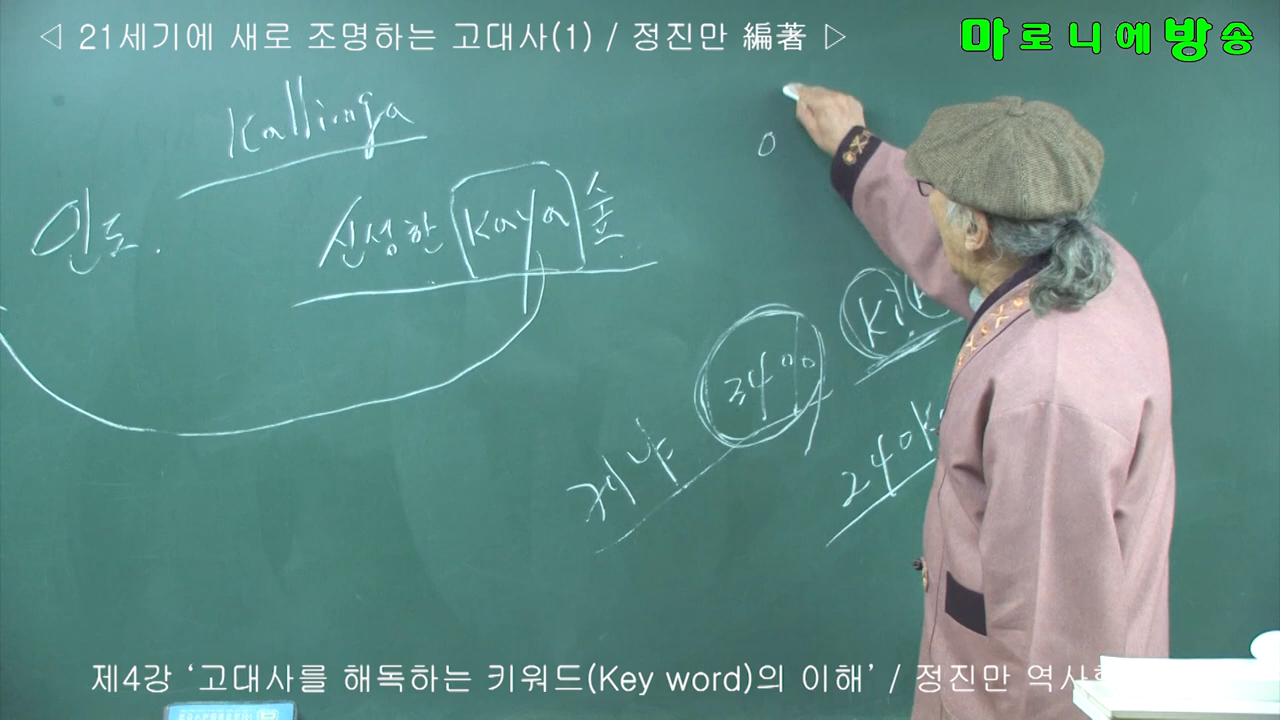 < 21세기에 새로 조명하는 고대사(1) / 정진만 編著 ▷
마로니에방송
Kallinga
인도.
신성한 Kaya 숲
Ki
34%
24
제4강 ‘고대사를 해독하는 키워드(Key word)의 이해’ / 정진만 역사